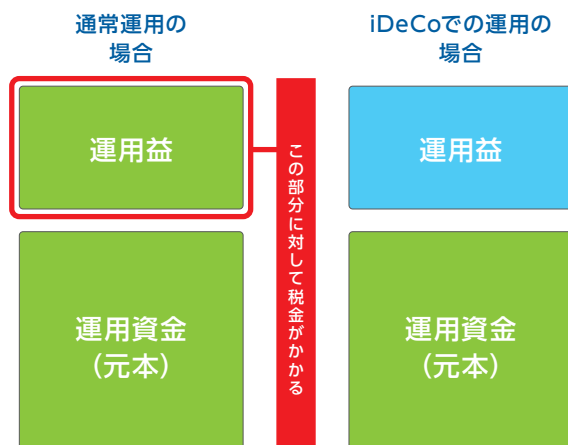 通常運用の
場合
iDeCoでの運用の
場合
運用益
この部分に対して税金がかかる
運用益
運用資金
(元本)
運用資金
(元本)